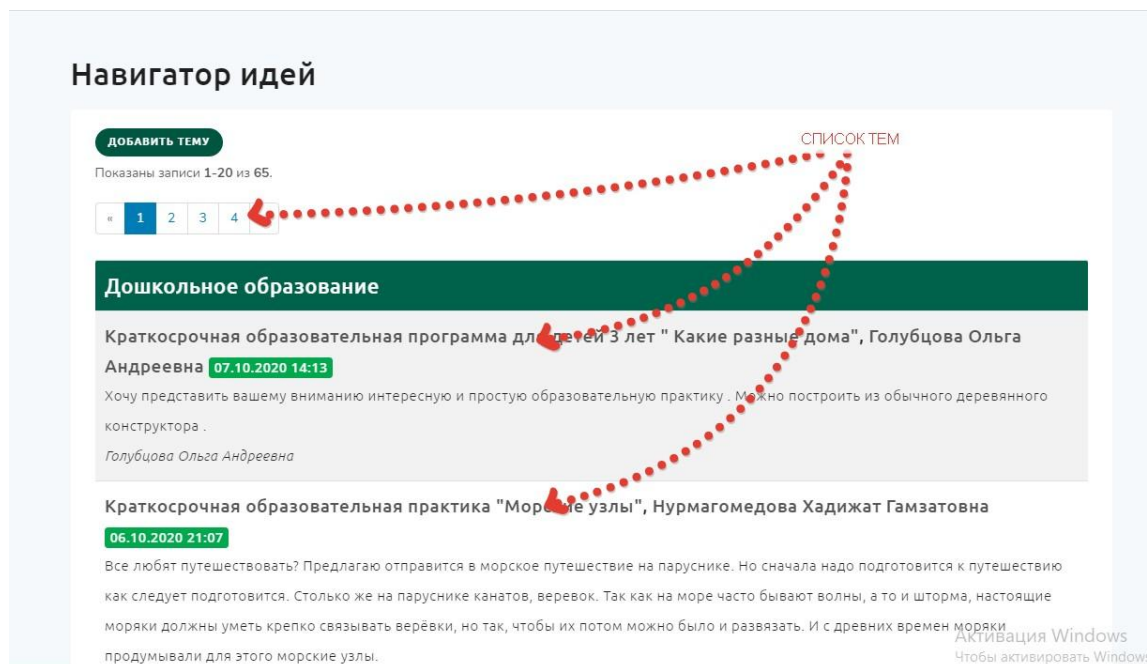 Навигатор идей
ДОБАВИТЬ ТЕМУ
СПИСОК ТЕМ
Показаны записи 1-20 из 65.
« 1 2 3 4
Дошкольное образование
Краткосрочная образовательная программа для детей 3 лет " Какие разные дома", Голубцова Ольга
Андреевна 07.10.2020 14:13
Хочу представить вашему вниманию интересную и простую образовательную практику . Можно построить из обычного деревянного
конструктора .
Голубцова Ольга Андреевна
Краткосрочная образовательная практика "Морские узлы", Нурмагомедова Хадижат Гамзатовна
06.10.2020 21:07
Все любят путешествовать? Предлагаю отправится в морское путешествие на паруснике. Но сначала надо подготовится к путешествию
как следует подготовится. Столько же на паруснике канатов, веревок. Так как на море часто бывают волны, а то и шторма, настоящие
моряки должны уметь крепко связывать верёвки, но так, чтобы их потом можно было и развязать. И с древних времен моряки
продумывали для этого морские узлы.
Активация Windows
Чтобы активировать Windows